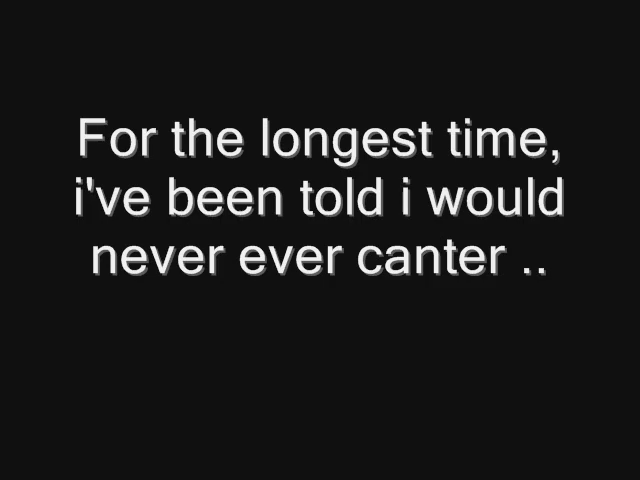 For the longest time,
i've been told i would
never ever canter ..